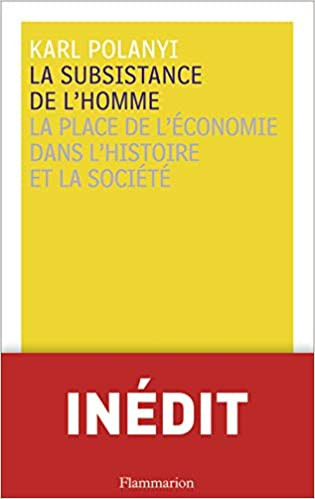 KARL POLANYI
LA SUBSISTANCE
DE L'HOMME
LA PLACE DE L'ÉCONOMIE
DANS L'HISTOIRE
ET LA SOCIÉTÉ
INÉDIT
Flammarion